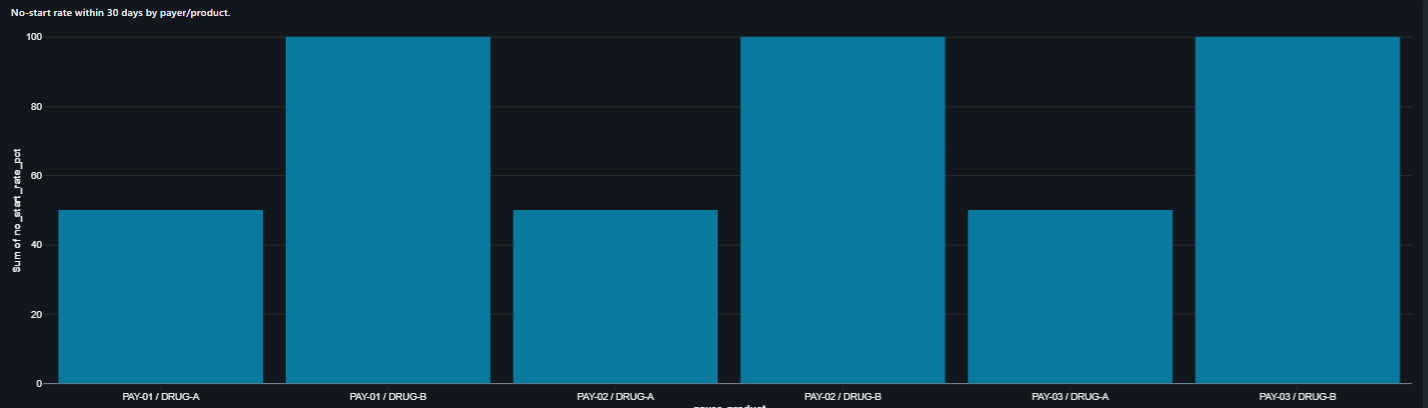 No-start rate within 30 days by payer/product.
Sum of no_start_rate_pct
100
80
60
40
20
0
PAY-01 / DRUG-A
PAY-01 / DRUG-B
PAY-02 / DRUG-A
PAY-02 / DRUG-B
PAY-03 / DRUG-A
PAY-03 / DRUG-B